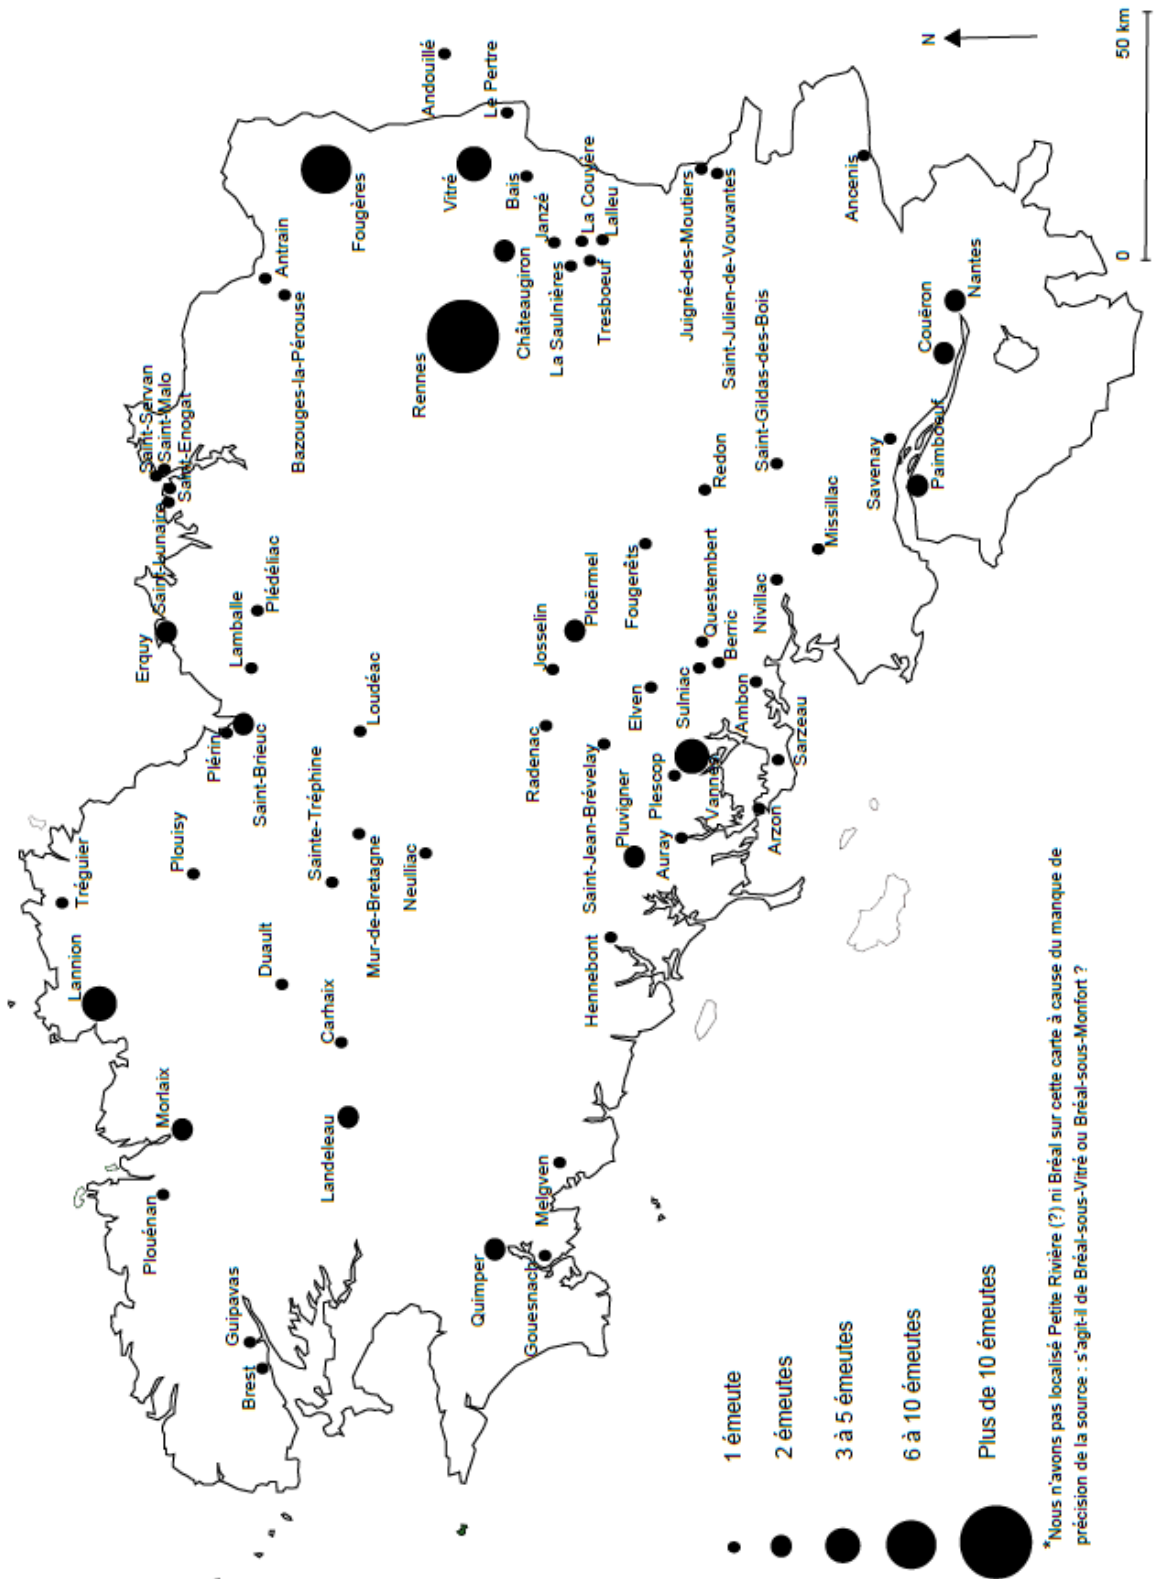 Andouillé
Le Pertre
N
50 km
0
Fougères
Vitré
Bais
Janzé
La Couyère
Lalleu
Juigné-des-Moutiers
Saint-Julien-de-Vouvantes
Ancenis
Antrain
Bazouges-la-Pérouse
Châteaugiron
La Saulnières
Tresboeuf
Rennes
Nantes
Couëron
Saint-Servan
Saint-Malo
Saint-Enogat
Saint-Lunaire
Saint-Gildas-des-Bois
Redon
Savenay
Paimboeuf
Missillac
Erquy
Lamballe
Plédéliac
Josselin
Ploërmel
Fougerêts
Questembert
Berric
Nivillac
Plérin
Saint-Brieuc
Loudéac
Radenac
Elven
Sulniac
Ambon
Sarzeau
Tréguier
Plouisy
Sainte-Tréphine
Mur-de-Bretagne
Neulliac
Saint-Jean-Brévelay
Pluvigner
Plescop
Vannes
Auray
Arzon
Lannion
Duault
Carhaix
Hennebont
Morlaix
Plouénan
Landeleau
Melgven
Quimper
Gouesnach
Guipavas
Brest
1 émeute
2 émeutes
3 à 5 émeutes
6 à 10 émeutes
Plus de 10 émeutes
*Nous n'avons pas localisé Petite Rivière (?) ni Bréal sur cette carte à cause du manque de
précision de la source : s'agit-il de Bréal-sous-Vitré ou Bréal-sous-Monfort ?